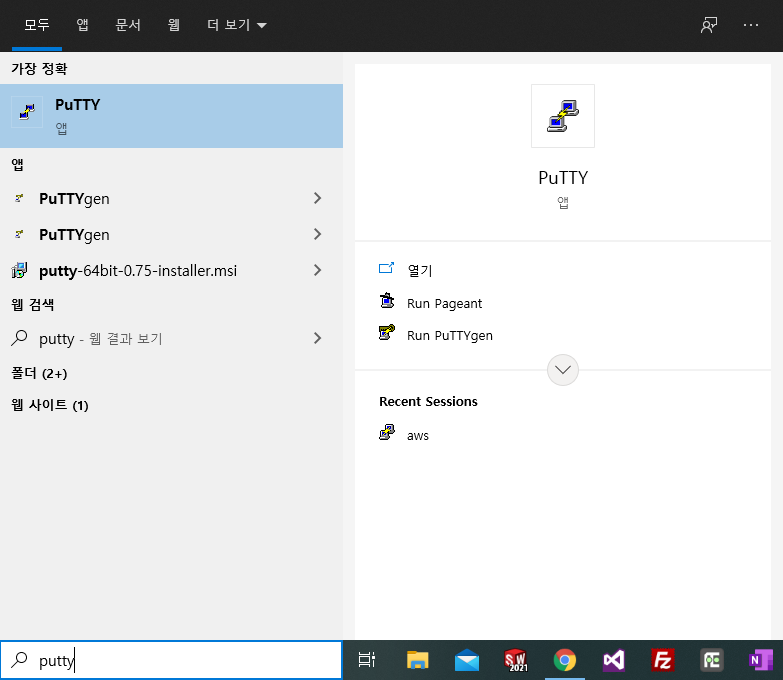 모두 앱 문서 웹 더 보기
가장 정확
PuTTY
앱
앱
PuTTYgen
PuTTYgen
putty-64bit-0.75-installer.msi
웹 검색
putty - 웹 결과 보기
폴더 (2+)
웹 사이트 (1)
PuTTY
앱
열기
Run Pageant
Run PuTTYgen
Recent Sessions
aws
putty
SW
2021
Fz
N